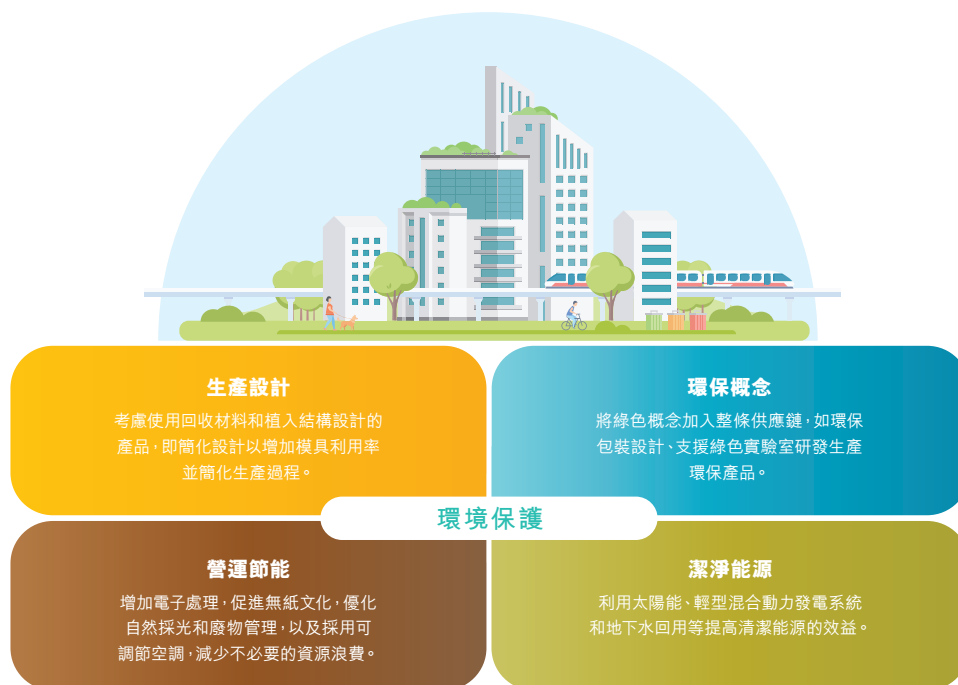 生產設計
考慮使用回收材料和植入結構設計的
產品，即簡化設計以增加模具利用率
並簡化生產過程。
環保概念
將綠色概念加入整條供應鏈，如環保
包裝設計、支援綠色實驗室研發生產
環保產品。
環境保護
營運節能
增加電子處理，促進無紙文化，優化
自然採光和廢物管理，以及採用可
調節空調，減少不必要的資源浪費。
潔淨能源
利用太陽能、輕型混合動力發電系統
和地下水回用等提高清潔能源的效益。